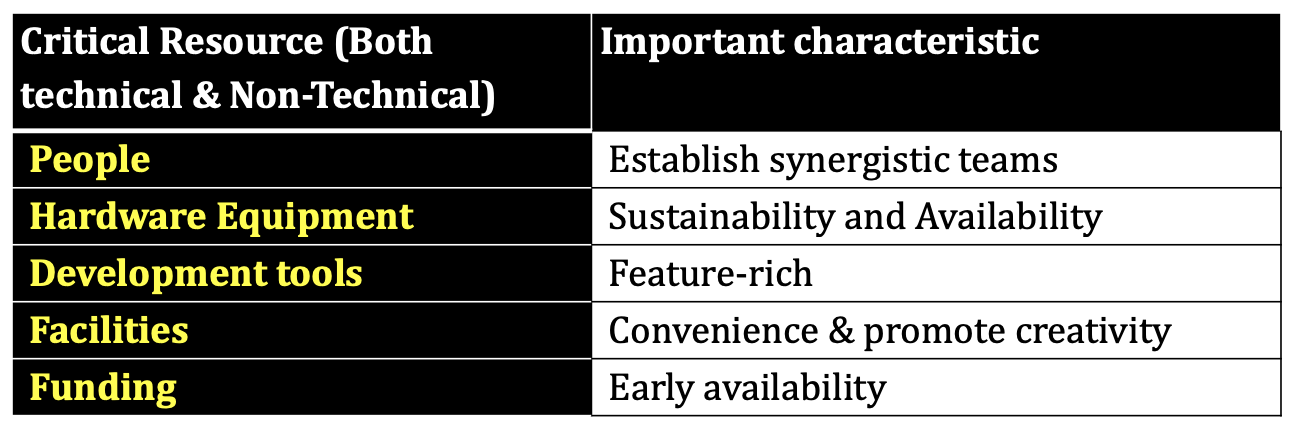 Critical Resource (Both
technical & Non-Technical)
Important characteristic
People
Establish synergistic teams
Hardware Equipment
Sustainability and Availability
Development tools
Feature-rich
Facilities
Convenience & promote creativity
Funding
Early availability